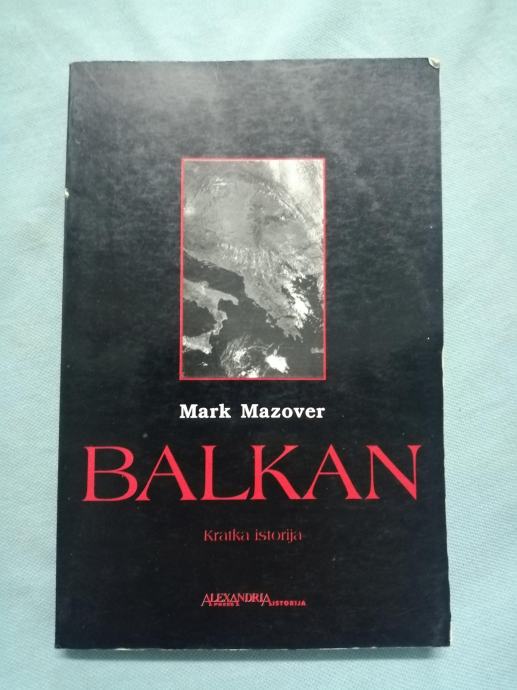 Mark Mazover
BALKAN
Kratka istorija
ALEXANDRIA
PRESS ISTORIJA